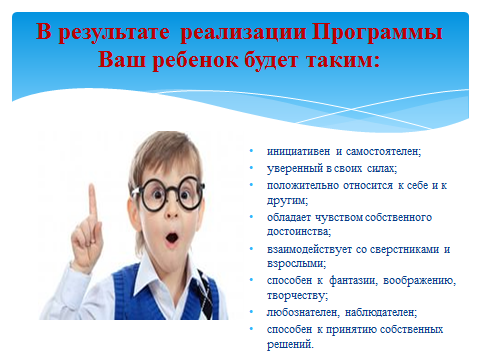 В результате реализации Программы
Ваш ребенок будет таким:
• инициативен и самостоятелен;
• уверенный в своих силах;
• положительно относится к себе и к
другим;
• обладает чувством собственного
достоинства;
• взаимодействует со сверстниками и
взрослыми;
• способен к фантазии, воображению,
творчеству;
• любознателен, наблюдателен;
• способен к принятию собственных
решений.